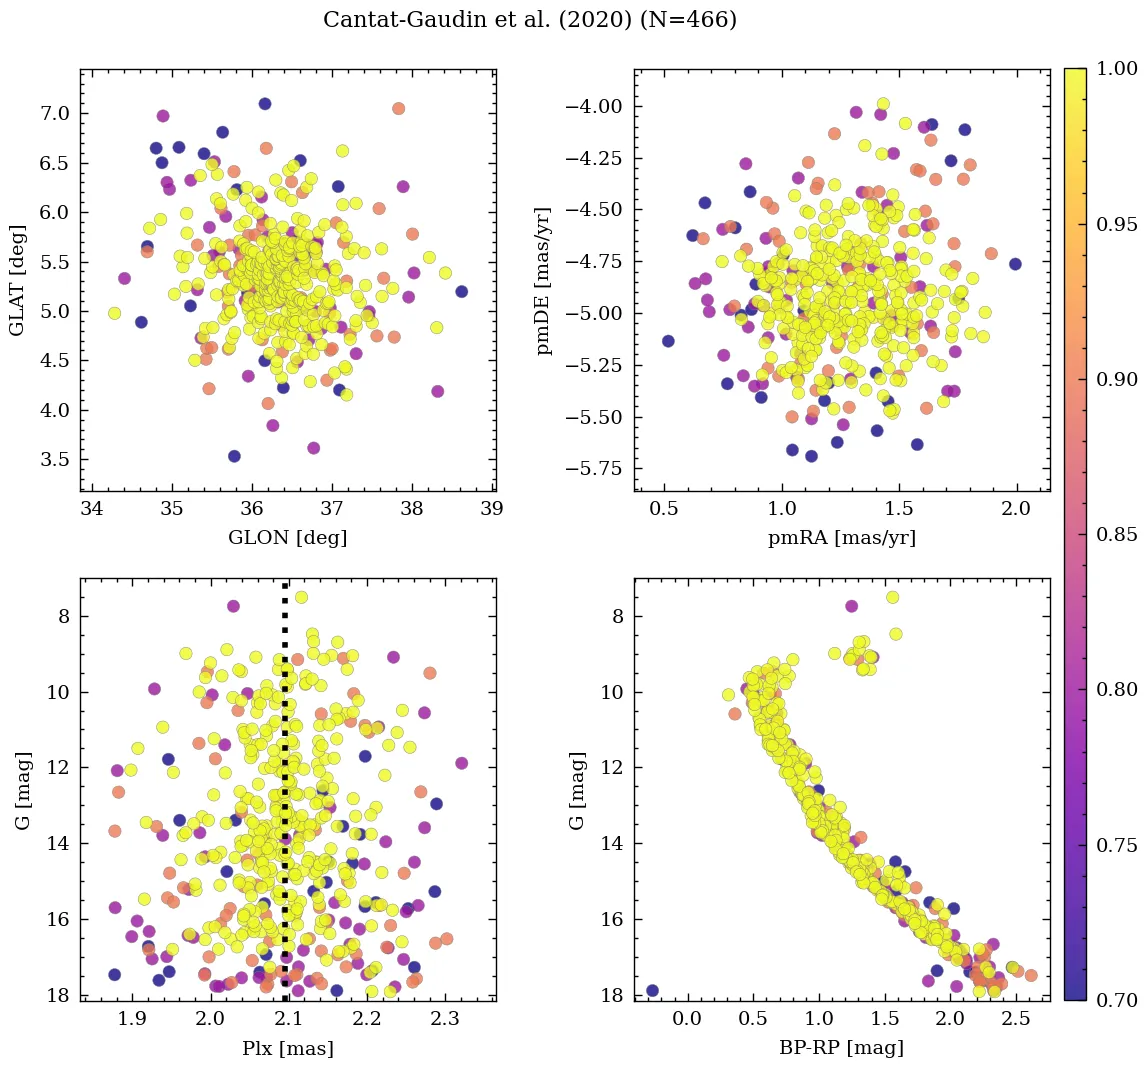 Cantat-Gaudin et al. (2020) (N=466)
7.0
6.5
6.0
5.5
5.0
4.5
4.0
3.5
GLAT [deg]
34 35 36 37 38 39
GLON [deg]
−4.00
−4.25
−4.50
−4.75
−5.00
−5.25
−5.50
−5.75
pmDE [mas/yr]
0.5 1.0 1.5 2.0
pmRA [mas/yr]
8
10
12
14
16
18
G [mag]
1.9 2.0 2.1 2.2 2.3
Plx [mas]
8
10
12
14
16
18
G [mag]
0.0 0.5 1.0 1.5 2.0 2.5
BP-RP [mag]
1.00
0.95
0.90
0.85
0.80
0.75
0.70